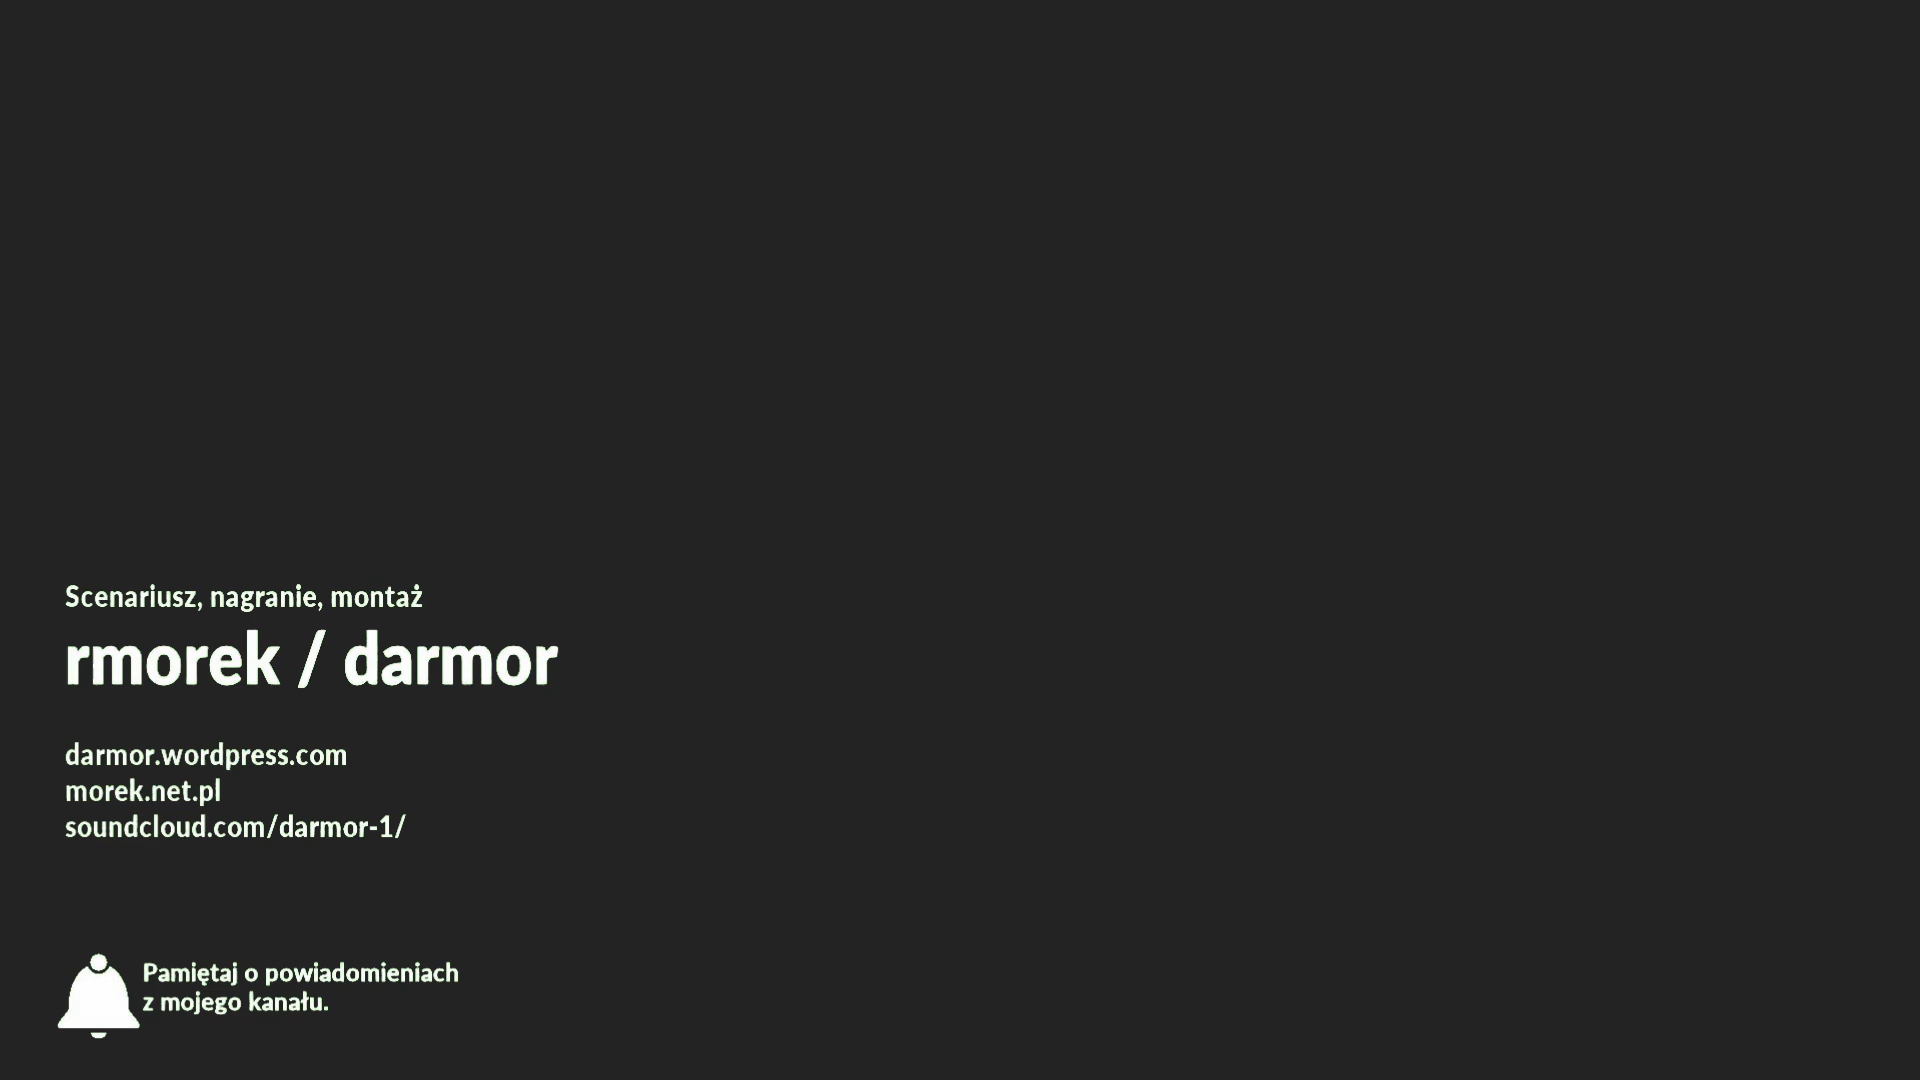 Scenariusz, nagranie, montaż
rmorek / darmor
darmor.wordpress.com
morek.net.pl
soundcloud.com/darmor-1/
Pamiętaj o powiadomieniach
z mojego kanału.